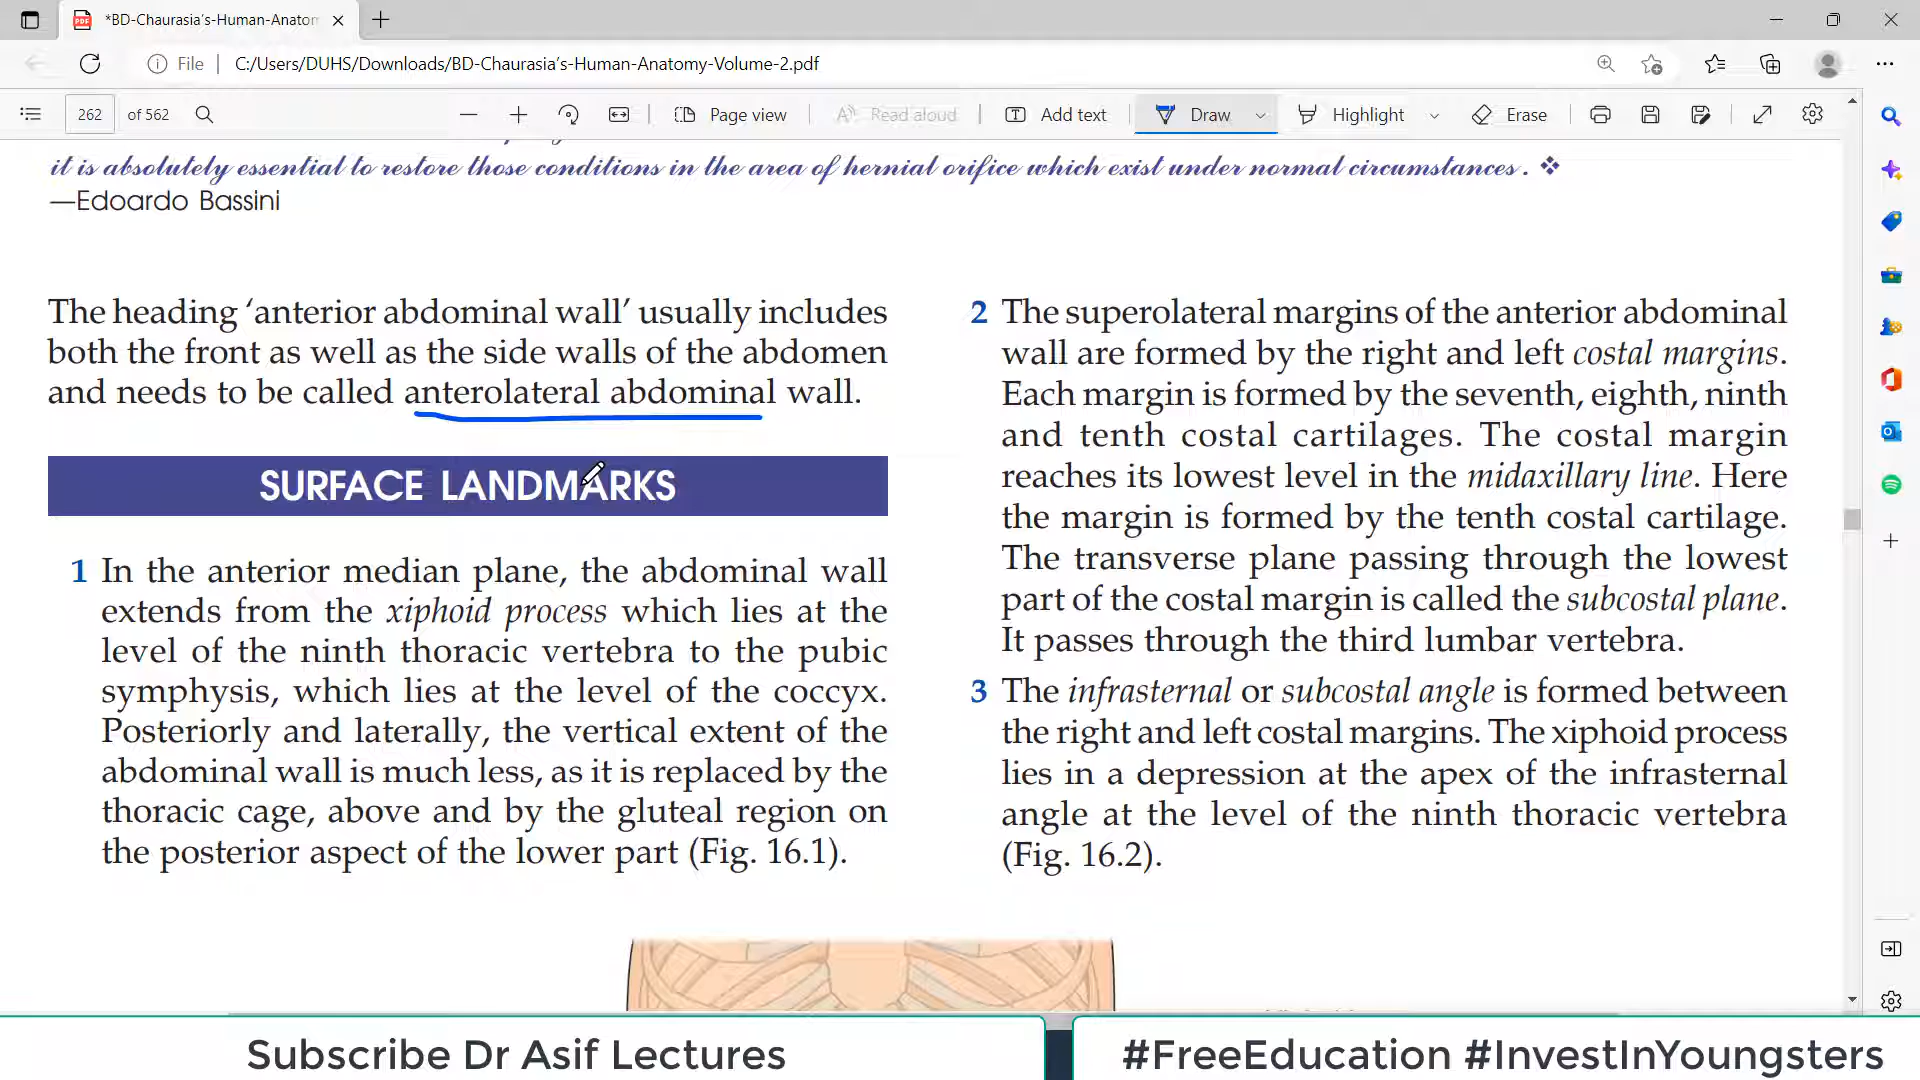 *BD-Chaurasia's-Human-Anatom
File
C:/Users/DUHS/Downloads/BD-Chaurasia's-Human-Anatomy-Volume-2.pdf
262 of 562
Page view
Read aloud
Add text
Draw
Highlight
Erase
it is absolutely essential to restore those conditions in the area of hernial orifice which exist under normal circumstances. ❖
—Edoardo Bassini
The heading ‘anterior abdominal wall’ usually includes
both the front as well as the side walls of the abdomen
and needs to be called anterolateral abdominal wall.
SURFACE LANDMARKS
1 In the anterior median plane, the abdominal wall
extends from the xiphoid process which lies at the
level of the ninth thoracic vertebra to the pubic
symphysis, which lies at the level of the coccyx.
Posteriorly and laterally, the vertical extent of the
abdominal wall is much less, as it is replaced by the
thoracic cage, above and by the gluteal region on
the posterior aspect of the lower part (Fig. 16.1).
2 The superolateral margins of the anterior abdominal
wall are formed by the right and left costal margins.
Each margin is formed by the seventh, eighth, ninth
and tenth costal cartilages. The costal margin
reaches its lowest level in the midaxillary line. Here
the margin is formed by the tenth costal cartilage.
The transverse plane passing through the lowest
part of the costal margin is called the subcostal plane.
It passes through the third lumbar vertebra.
3 The infrasternal or subcostal angle is formed between
the right and left costal margins. The xiphoid process
lies in a depression at the apex of the infrasternal
angle at the level of the ninth thoracic vertebra
(Fig. 16.2).
Subscribe Dr Asif Lectures
#FreeEducation #InvestInYoungsters